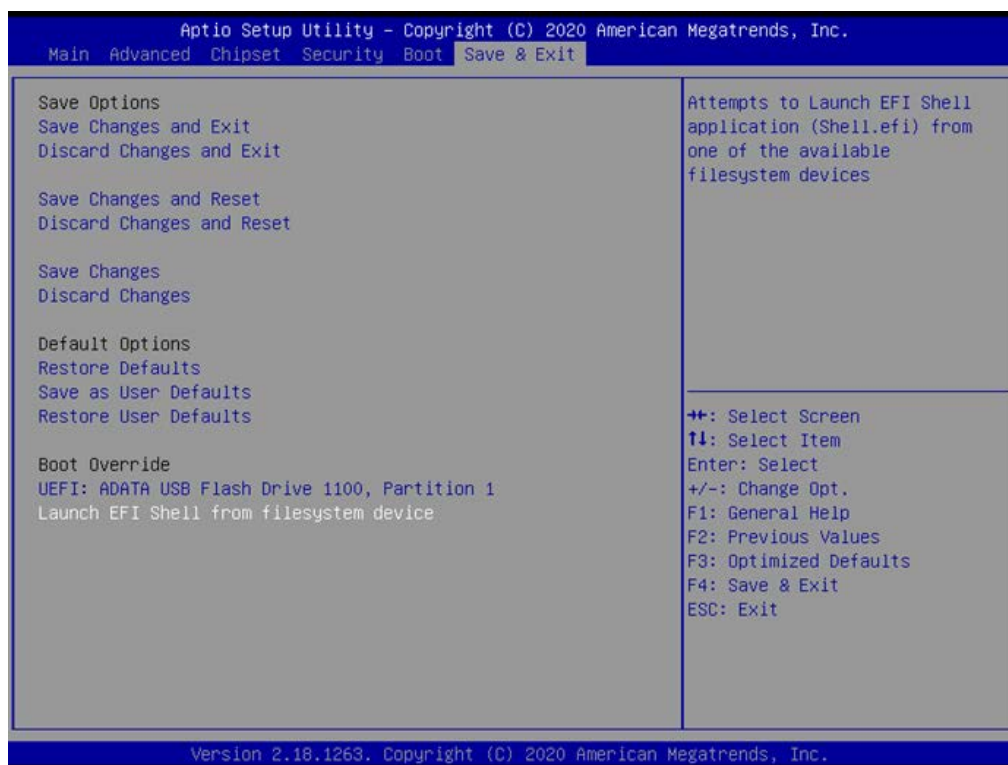 Aptio Setup Utility – Copyright (C) 2020 American Megatrends, Inc.
Main Advanced Chipset Security Boot Save & Exit
Save Options
Save Changes and Exit
Discard Changes and Exit
Save Changes and Reset
Discard Changes and Reset
Save Changes
Discard Changes
Default Options
Restore Defaults
Save as User Defaults
Restore User Defaults
Boot Override
UEFI: ADATA USB Flash Drive 1100, Partition 1
Launch EFI Shell from filesystem device
Attempts to Launch EFI Shell
application (Shell.efi) from
one of the available
filesystem devices
→←: Select Screen
↑↓: Select Item
Enter: Select
+/-: Change Opt.
F1: General Help
F2: Previous Values
F3: Optimized Defaults
F4: Save & Exit
ESC: Exit
Version 2.18.1263. Copyright (C) 2020 American Megatrends, Inc.